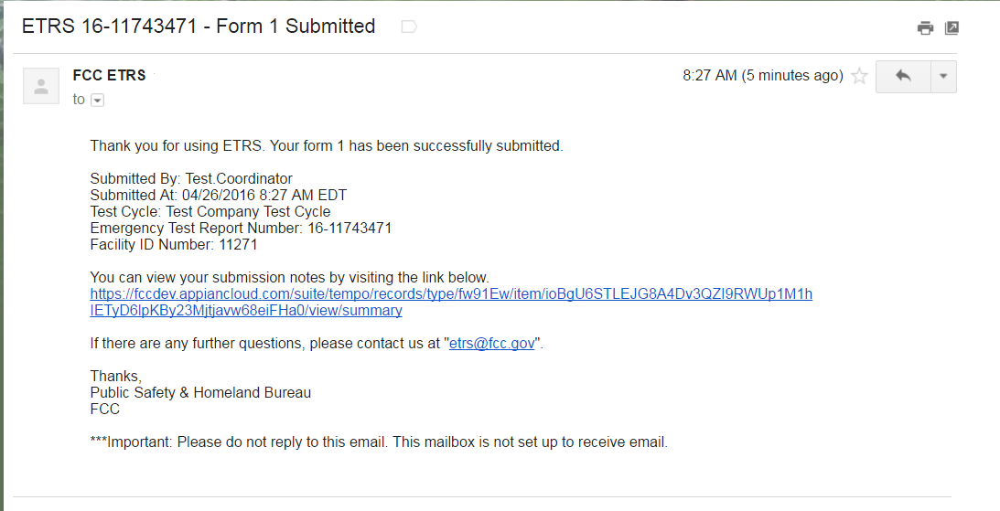 ETRS 16-11743471 - Form 1 Submitted
FCC ETRS
8:27 AM (5 minutes ago)
to
Thank you for using ETRS. Your form 1 has been successfully submitted.
Submitted By: Test.Coordinator
Submitted At: 04/26/2016 8:27 AM EDT
Test Cycle: Test Company Test Cycle
Emergency Test Report Number: 16-11743471
Facility ID Number: 11271
You can view your submission notes by visiting the link below.
https://fccdev.appiancloud.com/suite/tempo/records/type/fw91Ew/item/ioBgU6STLEJG8A4Dv3QZI9RWUp1M1h
IETyD6lpKBy23Mjtjavw68eiFHa0/view/summary
If there are any further questions, please contact us at "etrs@fcc.gov".
Thanks,
Public Safety & Homeland Bureau
FCC
***Important: Please do not reply to this email. This mailbox is not set up to receive email.